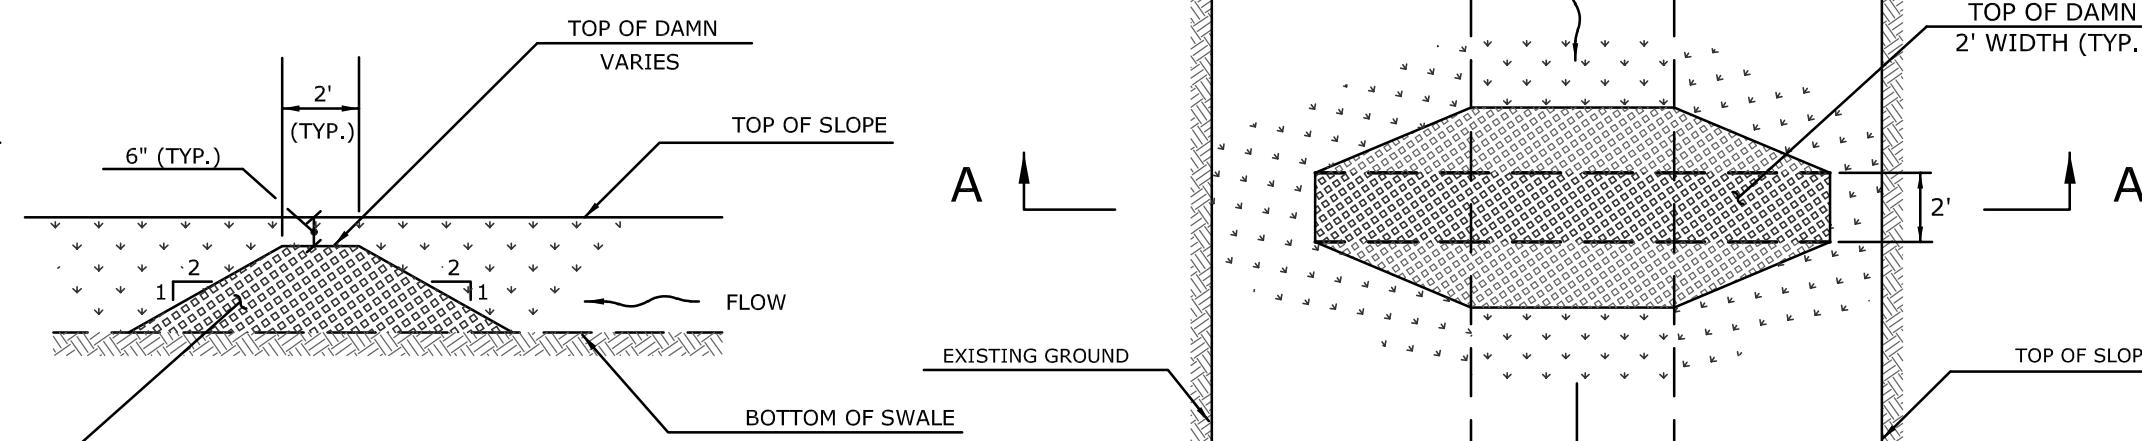 TOP OF DAMN
VARIES
2'
(TYP.)
TOP OF SLOPE
6" (TYP.)
2
1
2
1
FLOW
BOTTOM OF SWALE
TOP OF DAMN
2' WIDTH (TYP.
A
A
2'
EXISTING GROUND
TOP OF SLOP